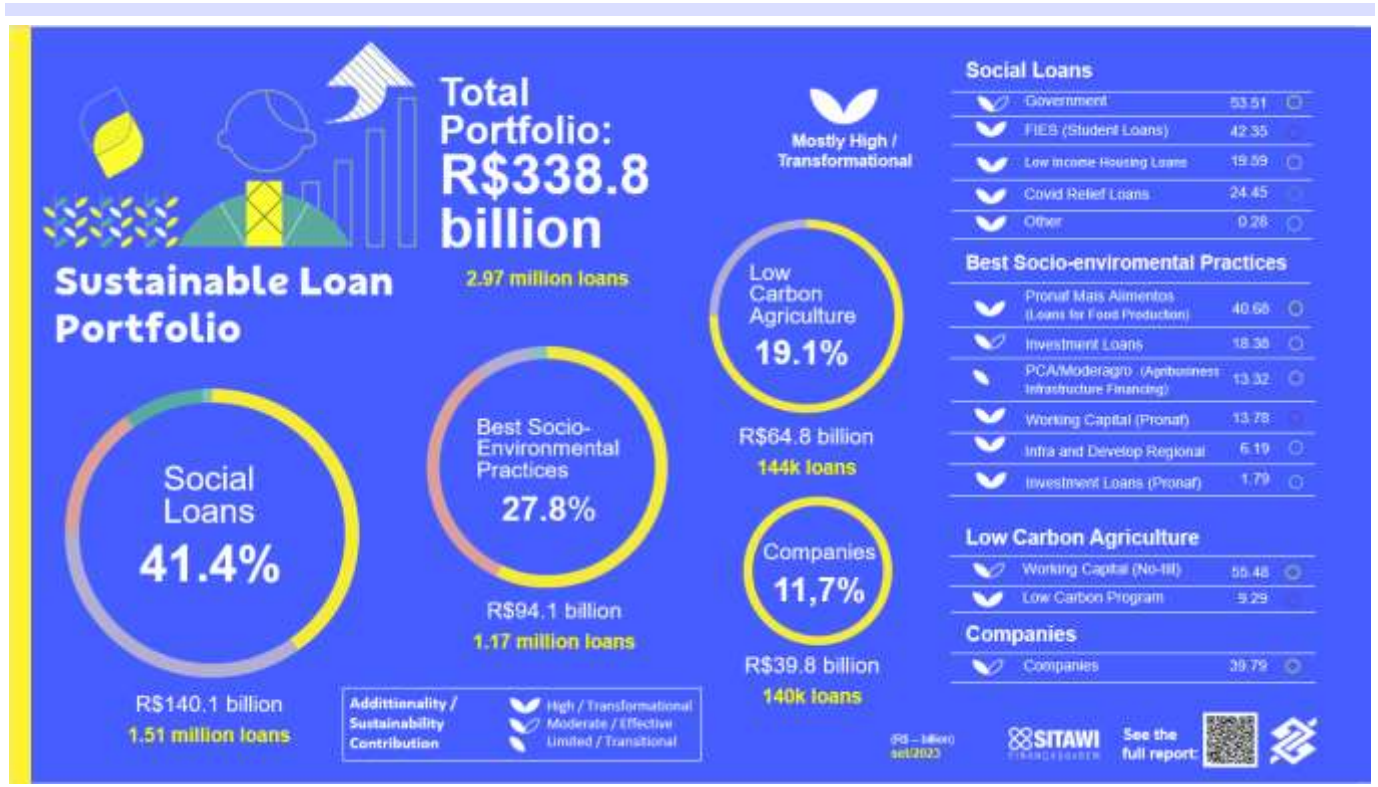 Total
Portfolio:
R$338.8
billion
2.97 million loans
Sustainable Loan
Portfolio
Mostly High /
Transformational
Social
Loans
41.4%
R$140.1 billion
1.51 million loans
Best Socio-
Environmental
Practices
27.8%
R$94.1 billion
1.17 million loans
Low
Carbon
Agriculture
19.1%
R$64.8 billion
144k loans
Companies
11,7%
R$39.8 billion
140k loans
Addittionality /
Sustainability
Contribution
High / Transformational
Moderate / Effective
Limited / Transitional
Social Loans
Government 53.51
FIES (Student Loans) 42.35
Low Income Housing Loans 19.59
Covid Relief Loans 24.45
Other 0.28
Best Socio-enviromental Practices
Pronaf Mais Alimentos
(Loans for Food Production) 40.68
Investment Loans 18.38
PCA/Moderagro (Agribusiness
Infrastructure Financing) 13.32
Working Capital (Pronaf) 13.78
Infra and Develop Regional 6.19
Investment Loans (Pronaf) 1.79
Low Carbon Agriculture
Working Capital (No-till) 55.48
Low Carbon Program 9.29
Companies
Companies 39.79
(R$ – billion)
set/2023
SITAWI
See the
full report: